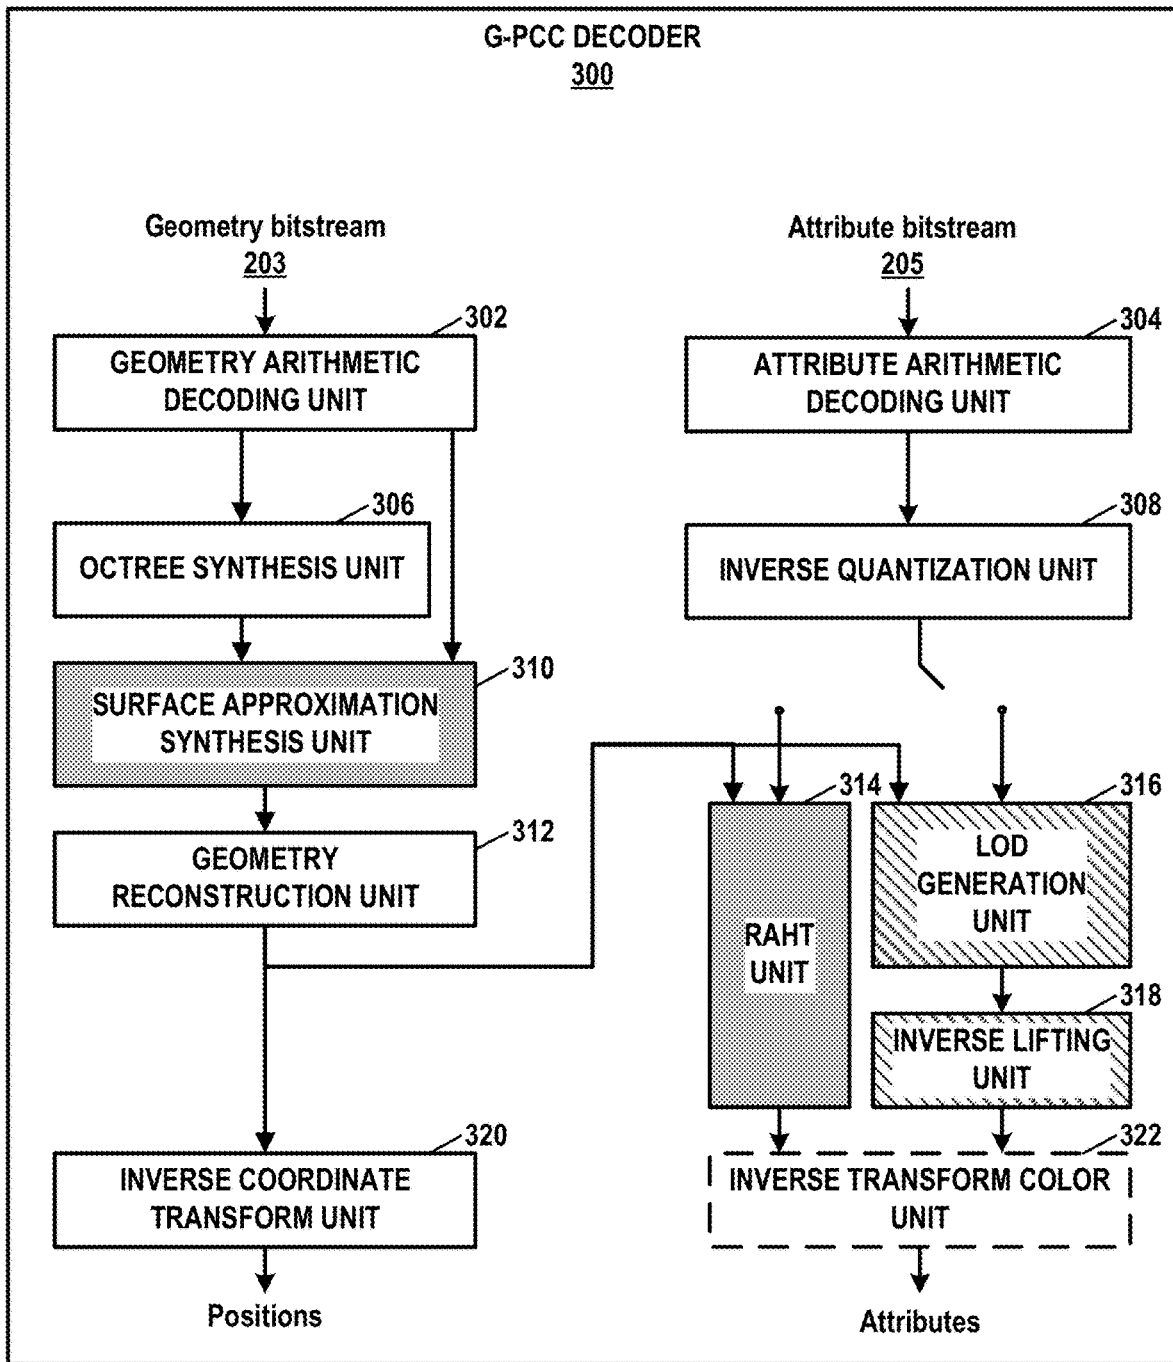 G-PCC DECODER
300
Geometry bitstream
203
Attribute bitstream
205
302
GEOMETRY ARITHMETIC
DECODING UNIT
304
ATTRIBUTE ARITHMETIC
DECODING UNIT
306
OCTREE SYNTHESIS UNIT
308
INVERSE QUANTIZATION UNIT
310
SURFACE APPROXIMATION
SYNTHESIS UNIT
312
GEOMETRY
RECONSTRUCTION UNIT
314
RAHT
UNIT
316
LOD
GENERATION
UNIT
318
INVERSE LIFTING
UNIT
320
INVERSE COORDINATE
TRANSFORM UNIT
322
INVERSE TRANSFORM COLOR
UNIT
Positions
Attributes